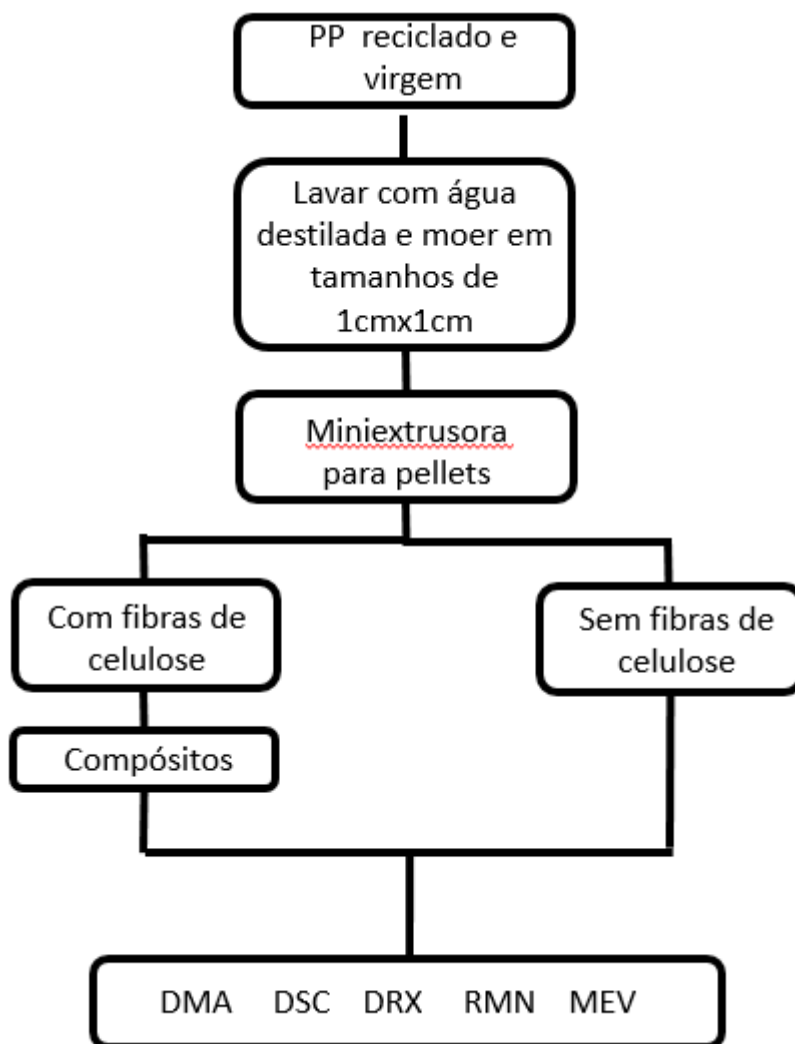 PP reciclado e
virgem
Lavar com água
destilada e moer em
tamanhos de
1cmx1cm
Miniextrusora
para pellets
Com fibras de
celulose
Sem fibras de
celulose
Compósitos
DMA DSC DRX RMN MEV